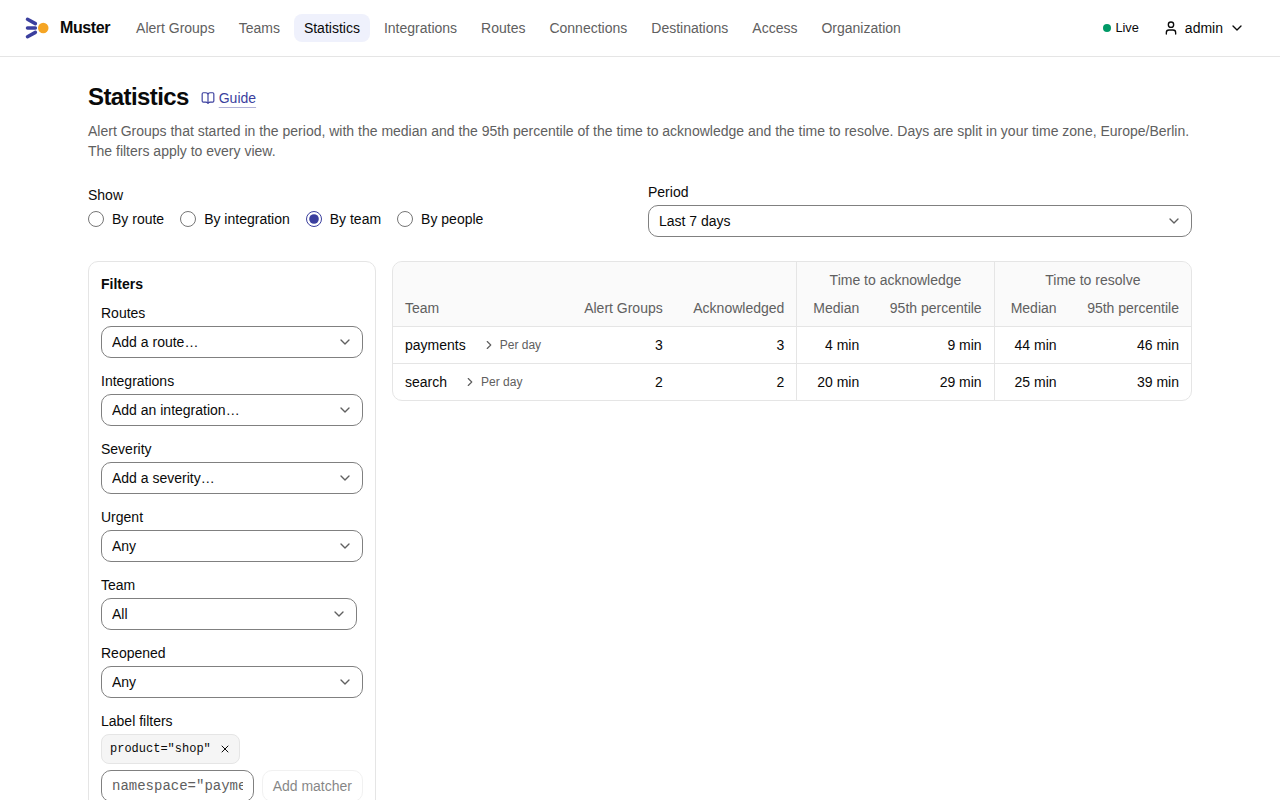 Muster
Alert Groups
Teams
Statistics
Integrations
Routes
Connections
Destinations
Access
Organization
Live
admin
Statistics
Guide
Alert Groups that started in the period, with the median and the 95th percentile of the time to acknowledge and the time to resolve. Days are split in your time zone, Europe/Berlin.
The filters apply to every view.
Show
By route
By integration
By team
By people
Period
Last 7 days
Filters
Routes
Add a route…
Integrations
Add an integration…
Severity
Add a severity…
Urgent
Any
Team
All
Reopened
Any
Label filters
product="shop"
namespace="payme
Add matcher
Time to acknowledge
Time to resolve
Team
Alert Groups
Acknowledged
Median
95th percentile
Median
95th percentile
payments
Per day
3
3
4 min
9 min
44 min
46 min
search
Per day
2
2
20 min
29 min
25 min
39 min